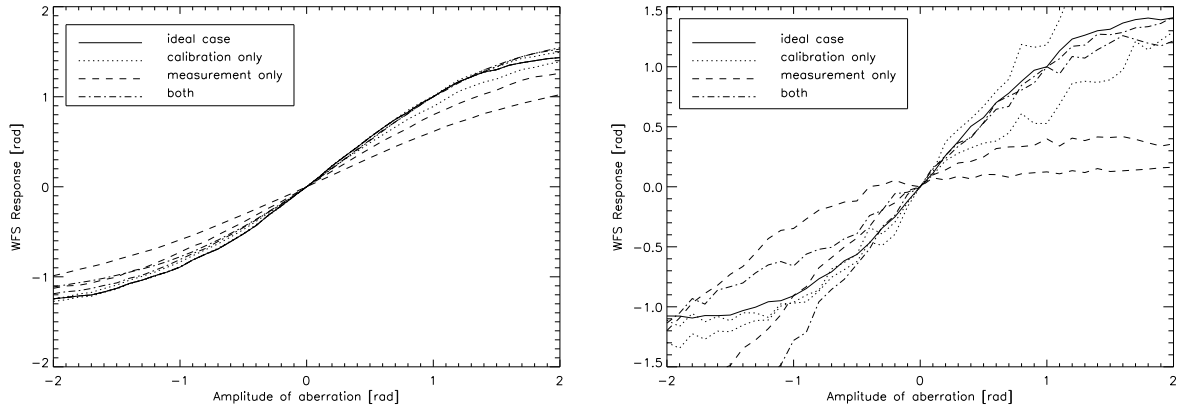 2
1
0
−1
−2
WFS Response [rad]
ideal case
calibration only
measurement only
both
−2
−1
0
1
2
Amplitude of aberration [rad]
1.5
1.0
0.5
0.0
−0.5
−1.0
−1.5
WFS Response [rad]
ideal case
calibration only
measurement only
both
−2
−1
0
1
2
Amplitude of aberration [rad]